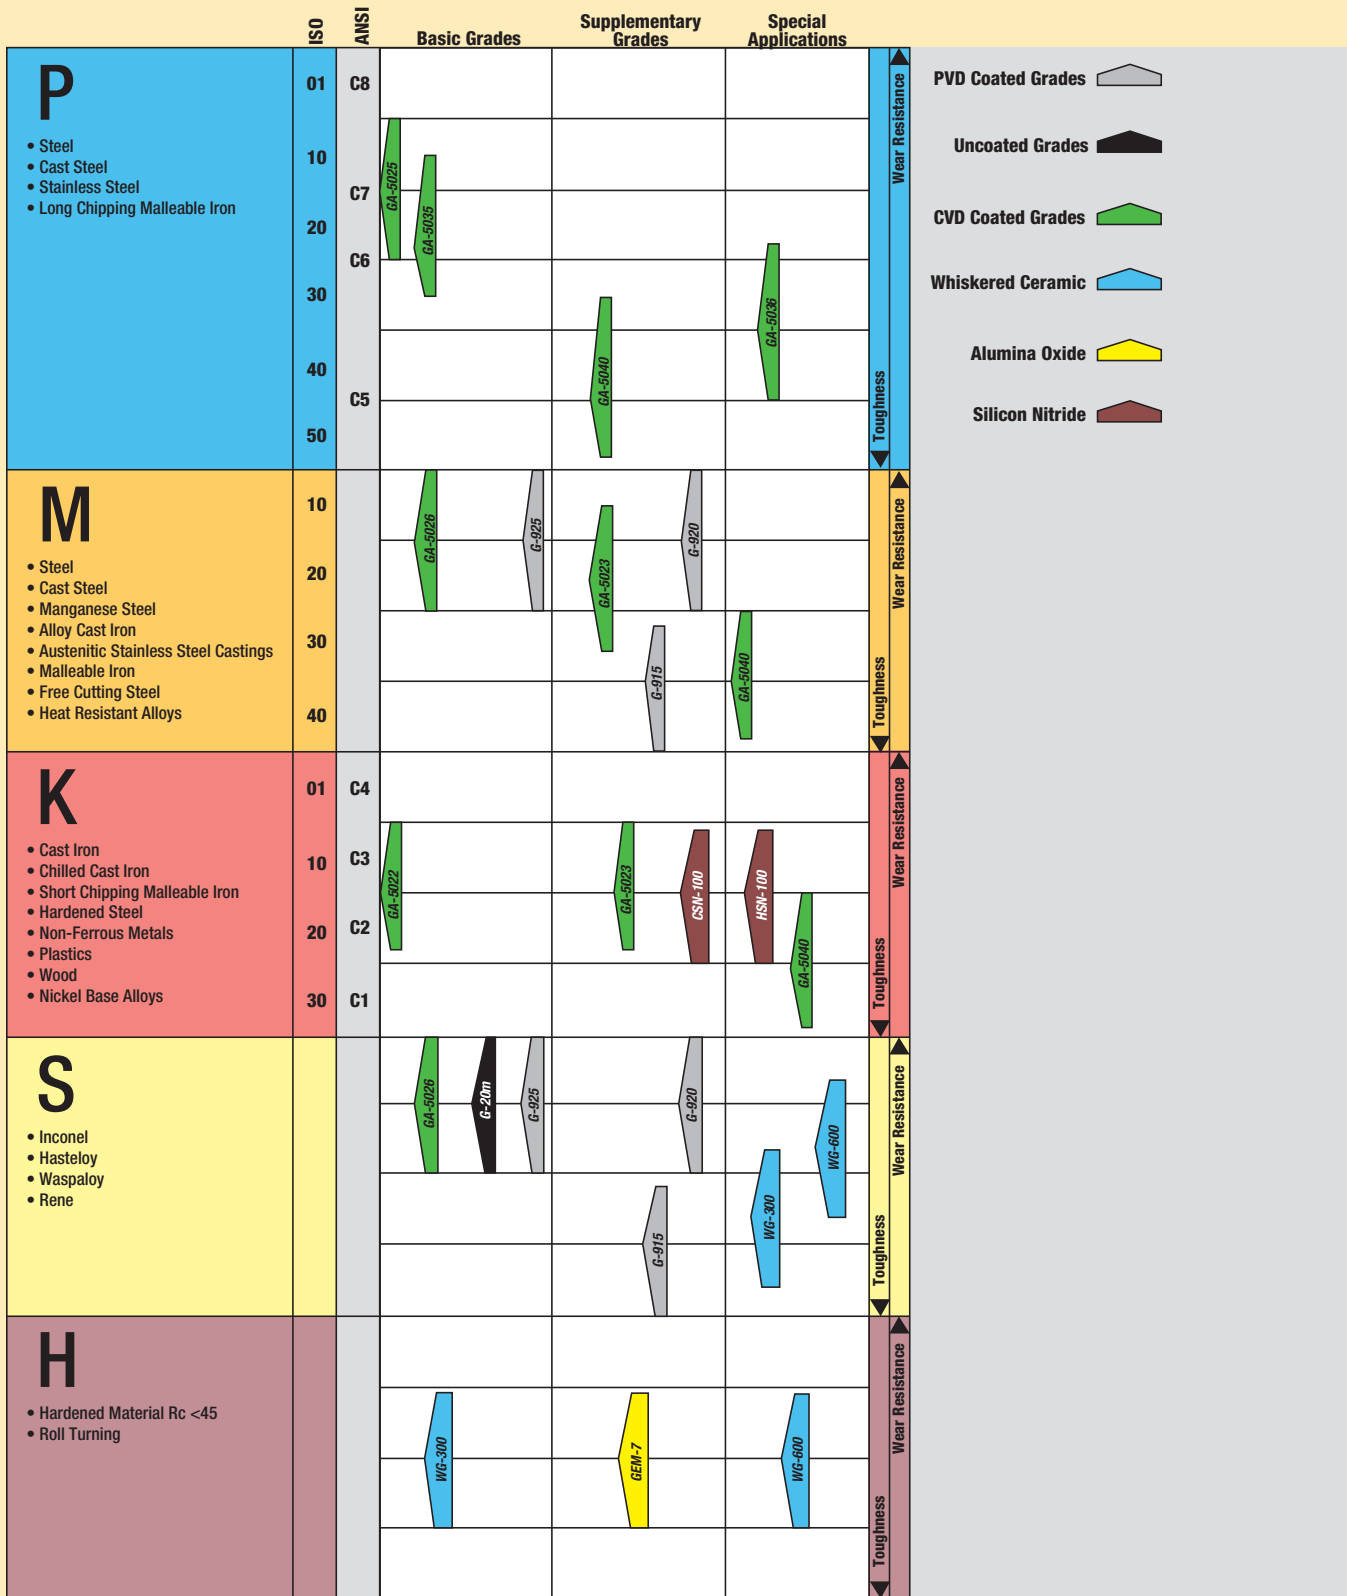 ISO
ANSI
Basic Grades
Supplementary
Grades
Special
Applications
P
• Steel
• Cast Steel
• Stainless Steel
• Long Chipping Malleable Iron
01
10
20
30
40
50
C8
C7
C6
C5
GA-5025
GA-5035
GA-5040
GA-5036
Wear Resistance
Toughness
PVD Coated Grades
Uncoated Grades
CVD Coated Grades
Whiskered Ceramic
Alumina Oxide
Silicon Nitride
M
• Steel
• Cast Steel
• Manganese Steel
• Alloy Cast Iron
• Austenitic Stainless Steel Castings
• Malleable Iron
• Free Cutting Steel
• Heat Resistant Alloys
10
20
30
40
GA-5026
G-925
GA-5023
G-915
G-920
GA-5040
Wear Resistance
Toughness
K
• Cast Iron
• Chilled Cast Iron
• Short Chipping Malleable Iron
• Hardened Steel
• Non-Ferrous Metals
• Plastics
• Wood
• Nickel Base Alloys
01
10
20
30
C4
C3
C2
C1
GA-5022
GA-5023
CSN-100
HSN-100
GA-5040
Wear Resistance
Toughness
S
• Inconel
• Hasteloy
• Waspaloy
• Rene
GA-5026
G-20m
G-925
G-915
G-920
WG-300
WG-600
Wear Resistance
Toughness
H
• Hardened Material Rc <45
• Roll Turning
WG-300
GEM-7
WG-600
Wear Resistance
Toughness